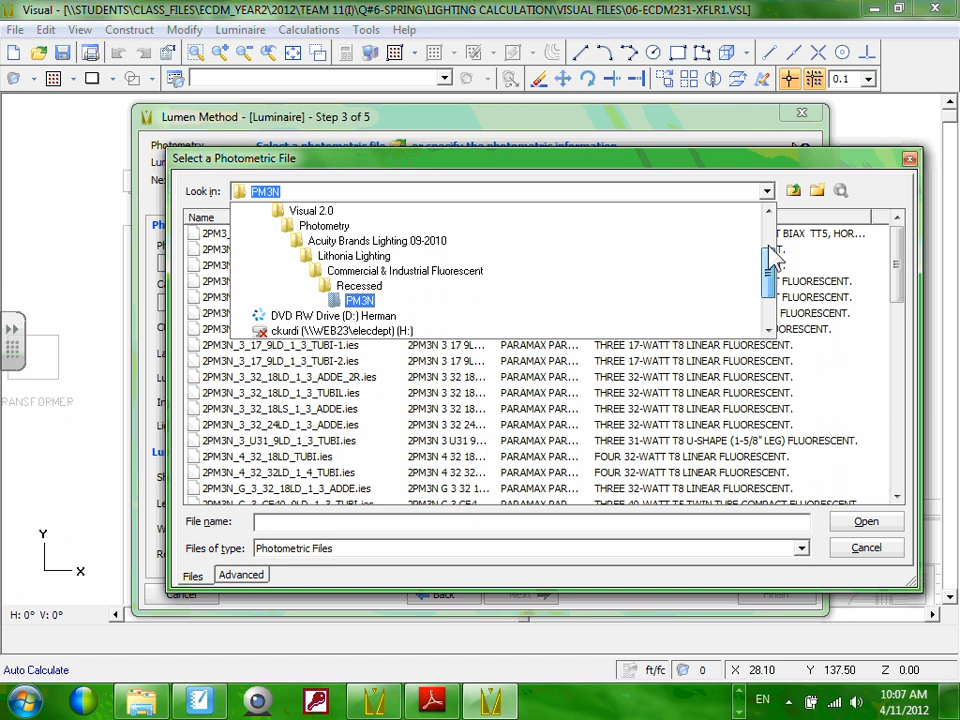 Visual - [\\STUDENTS\CLASS_FILES\ECDM_YEAR2\2012\TEAM 11(I)\Q#6-SPRING\LIGHTING CALCULATION\VISUAL FILES\06-ECDM231-XFLR1.VSL]
File Edit View Construct Modify Luminaire Calculations Tools Help
0.1
Lumen Method - [Luminaire] - Step 3 of 5
Select a Photometric File
Look in: PM3N
Name
Visual 2.0
Photometry
Acuity Brands Lighting 09-2010
Lithonia Lighting
Commercial & Industrial Fluorescent
Recessed
PM3N
DVD RW Drive (D:) Herman
ckurdi (\\WEB23\elecdept) (H:)
T BIAX TT5, HOR...
T.
T.
FLUORESCENT.
FLUORESCENT.
FLUORESCENT.
FLUORESCENT.
2PM3N_3_17_9LD_1_3_TUBI-1.ies 2PM3N 3 17 9L... PARAMAX PAR... THREE 17-WATT T8 LINEAR FLUORESCENT.
2PM3N_3_17_9LD_1_3_TUBI-2.ies 2PM3N 3 17 9L... PARAMAX PAR... THREE 17-WATT T8 LINEAR FLUORESCENT.
2PM3N_3_32_18LD_1_3_ADDE_2R.ies 2PM3N 3 32 18... PARAMAX PAR... THREE 32-WATT T8 LINEAR FLUORESCENT.
2PM3N_3_32_18LD_1_3_TUBIL.ies 2PM3N 3 32 18... PARAMAX PAR... THREE 32-WATT T8 LINEAR FLUORESCENT.
2PM3N_3_32_18LS_1_3_ADDE.ies 2PM3N 3 32 18... PARAMAX PAR... THREE 32-WATT T8 LINEAR FLUORESCENT.
2PM3N_3_32_24LD_1_3_ADDE.ies 2PM3N 3 32 24... PARAMAX PAR... THREE 32-WATT T8 LINEAR FLUORESCENT.
2PM3N_3_U31_9LD_1_3_TUBI.ies 2PM3N 3 U31 9... PARAMAX PAR... THREE 31-WATT T8 U-SHAPE (1-5/8" LEG) FLUORESCENT.
2PM3N_4_32_18LD_TUBI.ies 2PM3N 4 32 18... PARAMAX PAR... FOUR 32-WATT T8 LINEAR FLUORESCENT.
2PM3N_4_32_32LD_1_4_TUBI.ies 2PM3N 4 32 32... PARAMAX PAR... FOUR 32-WATT T8 LINEAR FLUORESCENT.
2PM3N_G_3_32_18LD_1_3_ADDE.ies 2PM3N G 3 32 1... PARAMAX PAR... THREE 32-WATT T8 LINEAR FLUORESCENT.
File name: Open
Files of type: Photometric Files Cancel
Files Advanced
RANSFORMER
Y
X
H: 0° V: 0°
Auto Calculate ft/fc 0 X 28.10 Y 137.50 Z 0.00
EN 10:07 AM
4/11/2012